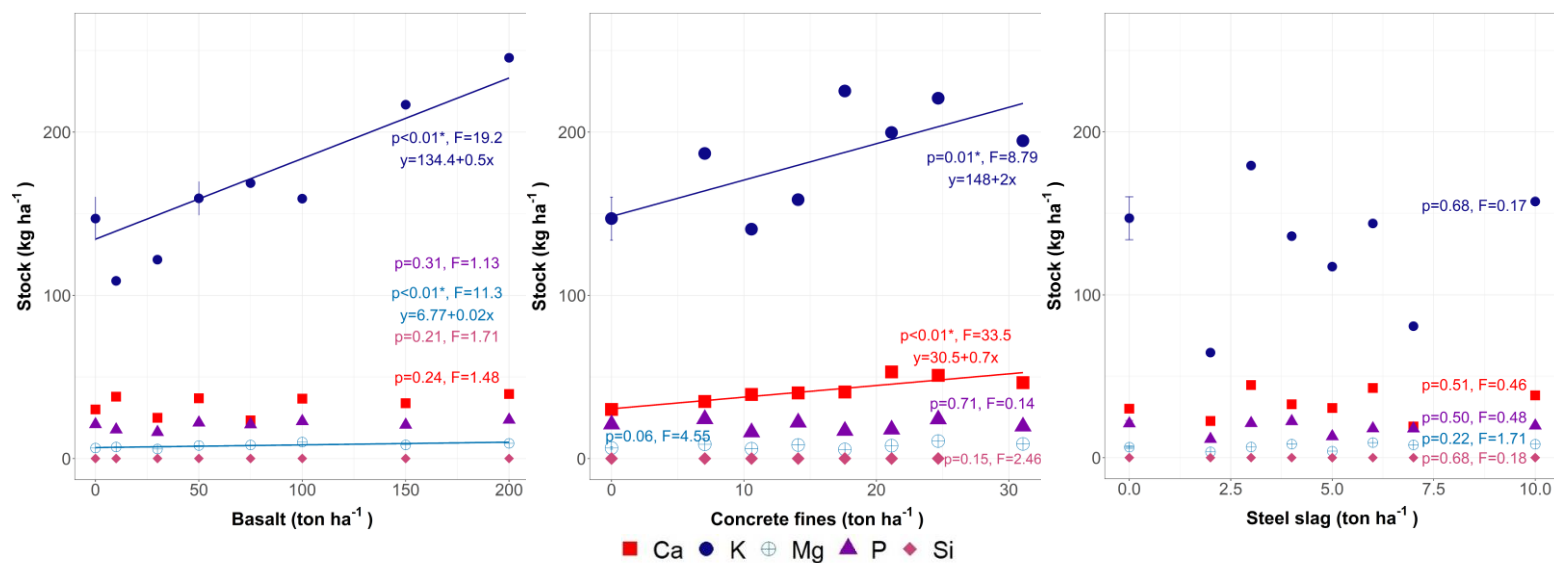 Stock (kg ha⁻¹)
200
100
0
p<0.01*, F=19.2
y=134.4+0.5x
p=0.31, F=1.13
p<0.01*, F=11.3
y=6.77+0.02x
p=0.21, F=1.71
p=0.24, F=1.48
0
50
100
150
200
Basalt (ton ha⁻¹)
Stock (kg ha⁻¹)
200
100
0
p=0.01*, F=8.79
y=148+2x
p<0.01*, F=33.5
y=30.5+0.7x
p=0.71, F=0.14
p=0.06, F=4.55
p=0.15, F=2.46
0
10
20
30
Concrete fines (ton ha⁻¹)
Stock (kg ha⁻¹)
200
100
0
p=0.68, F=0.17
p=0.51, F=0.46
p=0.50, F=0.48
p=0.22, F=1.71
p=0.68, F=0.18
0.0
2.5
5.0
7.5
10.0
Steel slag (ton ha⁻¹)
Ca K Mg P Si